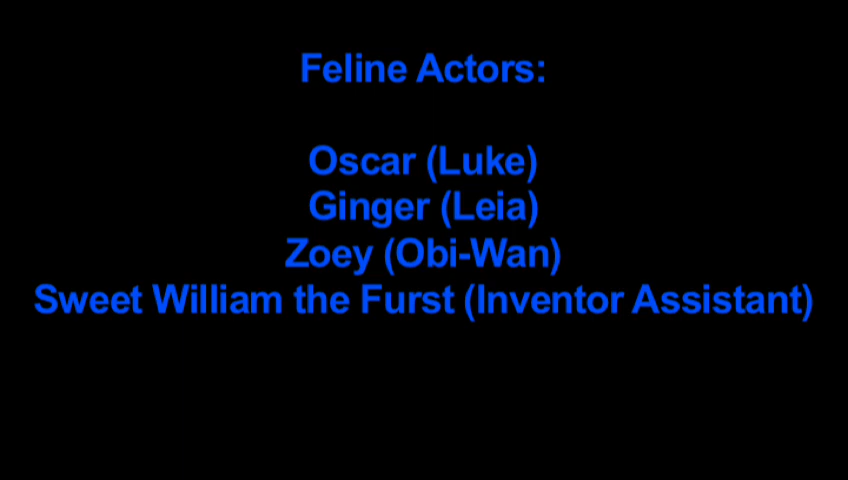 Feline Actors:
Oscar (Luke)
Ginger (Leia)
Zoey (Obi-Wan)
Sweet William the Furst (Inventor Assistant)